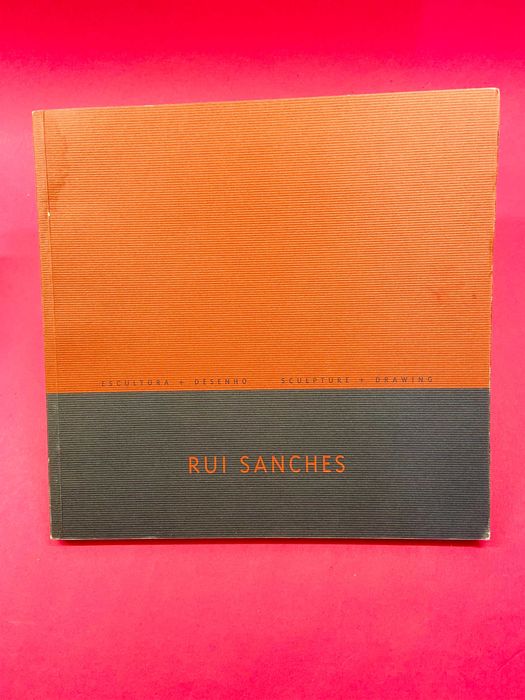 ESCULTURA + DESENHO SCULPTURE + DRAWING
RUI SANCHES